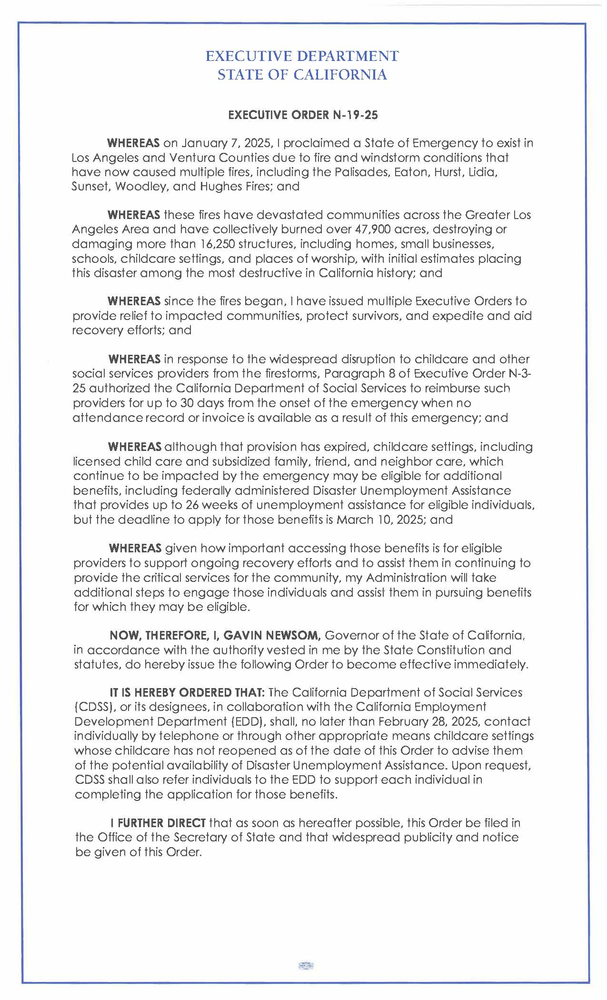 EXECUTIVE DEPARTMENT
STATE OF CALIFORNIA
EXECUTIVE ORDER N-19-25
WHEREAS on January 7, 2025, I proclaimed a State of Emergency to exist in
Los Angeles and Ventura Counties due to fire and windstorm conditions that
have now caused multiple fires, including the Palisades, Eaton, Hurst, Lidia,
Sunset, Woodley, and Hughes Fires; and
WHEREAS these fires have devastated communities across the Greater Los
Angeles Area and have collectively burned over 47,900 acres, destroying or
damaging more than 16,250 structures, including homes, small businesses,
schools, childcare settings, and places of worship, with initial estimates placing
this disaster among the most destructive in California history; and
WHEREAS since the fires began, I have issued multiple Executive Orders to
provide relief to impacted communities, protect survivors, and expedite and aid
recovery efforts; and
WHEREAS in response to the widespread disruption to childcare and other
social services providers from the firestorms, Paragraph 8 of Executive Order N-3-
25 authorized the California Department of Social Services to reimburse such
providers for up to 30 days from the onset of the emergency when no
attendance record or invoice is available as a result of this emergency; and
WHEREAS although that provision has expired, childcare settings, including
licensed child care and subsidized family, friend, and neighbor care, which
continue to be impacted by the emergency may be eligible for additional
benefits, including federally administered Disaster Unemployment Assistance
that provides up to 26 weeks of unemployment assistance for eligible individuals,
but the deadline to apply for those benefits is March 10, 2025; and
WHEREAS given how important accessing those benefits is for eligible
providers to support ongoing recovery efforts and to assist them in continuing to
provide the critical services for the community, my Administration will take
additional steps to engage those individuals and assist them in pursuing benefits
for which they may be eligible.
NOW, THEREFORE, I, GAVIN NEWSOM, Governor of the State of California,
in accordance with the authority vested in me by the State Constitution and
statutes, do hereby issue the following Order to become effective immediately.
IT IS HEREBY ORDERED THAT: The California Department of Social Services
(CDSS), or its designees, in collaboration with the California Employment
Development Department (EDD), shall, no later than February 28, 2025, contact
individually by telephone or through other appropriate means childcare settings
whose childcare has not reopened as of the date of this Order to advise them
of the potential availability of Disaster Unemployment Assistance. Upon request,
CDSS shall also refer individuals to the EDD to support each individual in
completing the application for those benefits.
I FURTHER DIRECT that as soon as hereafter possible, this Order be filed in
the Office of the Secretary of State and that widespread publicity and notice
be given of this Order.